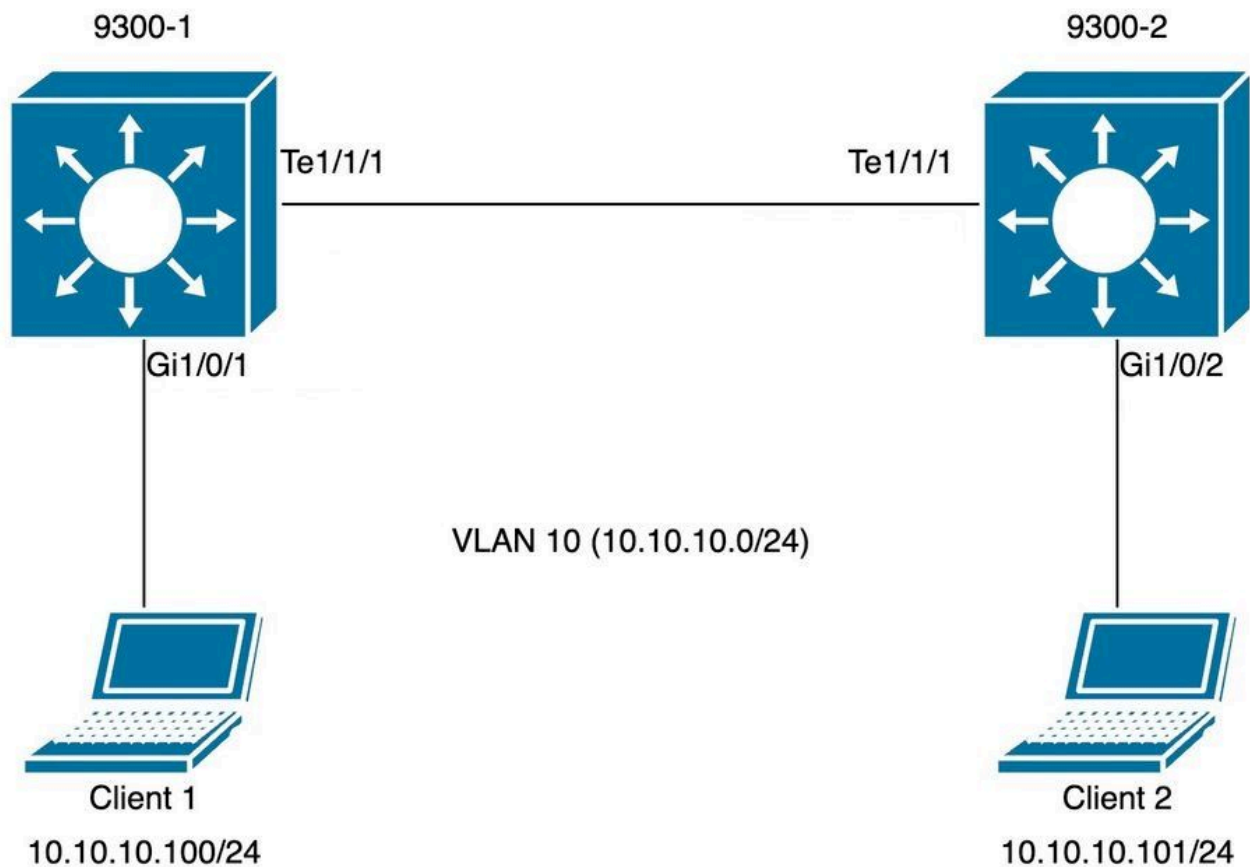 9300-1
9300-2
Te1/1/1
Te1/1/1
Gi1/0/1
Gi1/0/2
VLAN 10 (10.10.10.0/24)
Client 1
Client 2
10.10.10.100/24
10.10.10.101/24